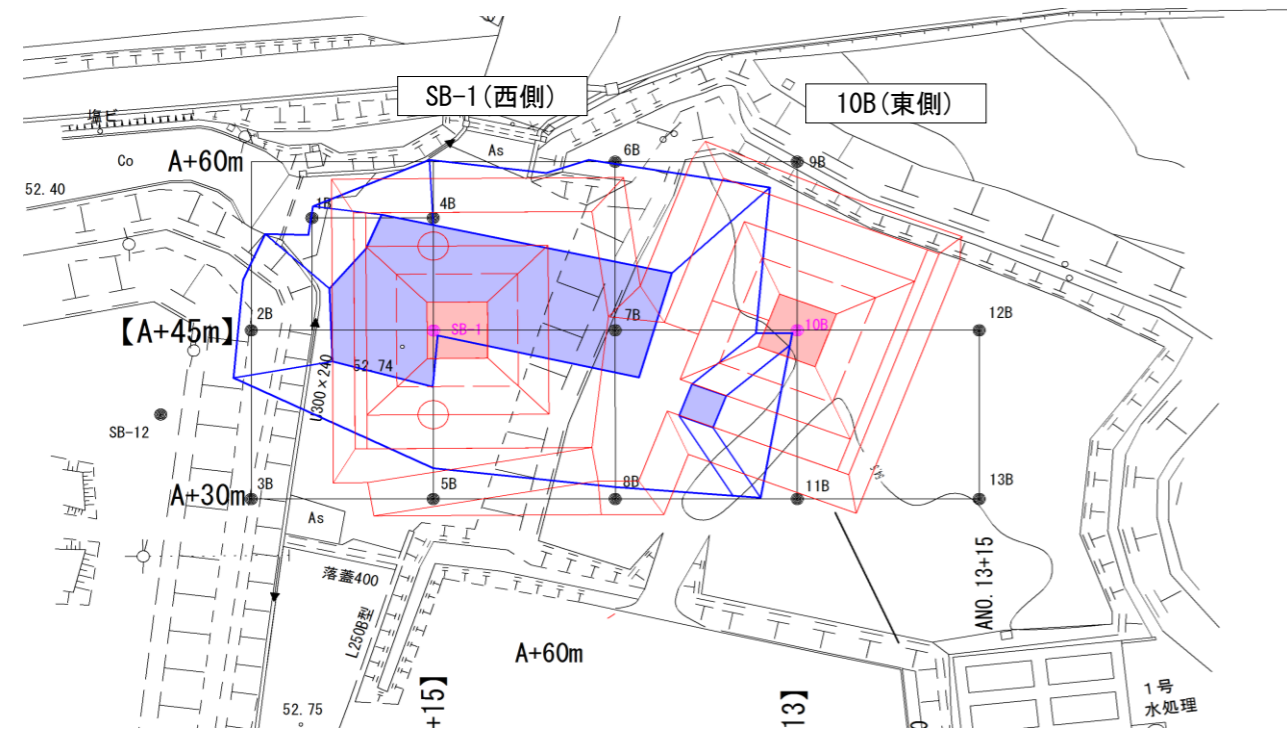 SB-1(西側)
10B(東側)
塩ビ
Co
A+60m
As
6B
9B
52.40
1B
4B
【A+45m】
2B
SB-1
7B
10B
12B
52.74
U300×240
SB-12
A+30m
3B
5B
8B
11B
13B
As
落蓋400
L250B型
A+60m
ANO.13+15
52.75
+15】
13】
1号
水処理